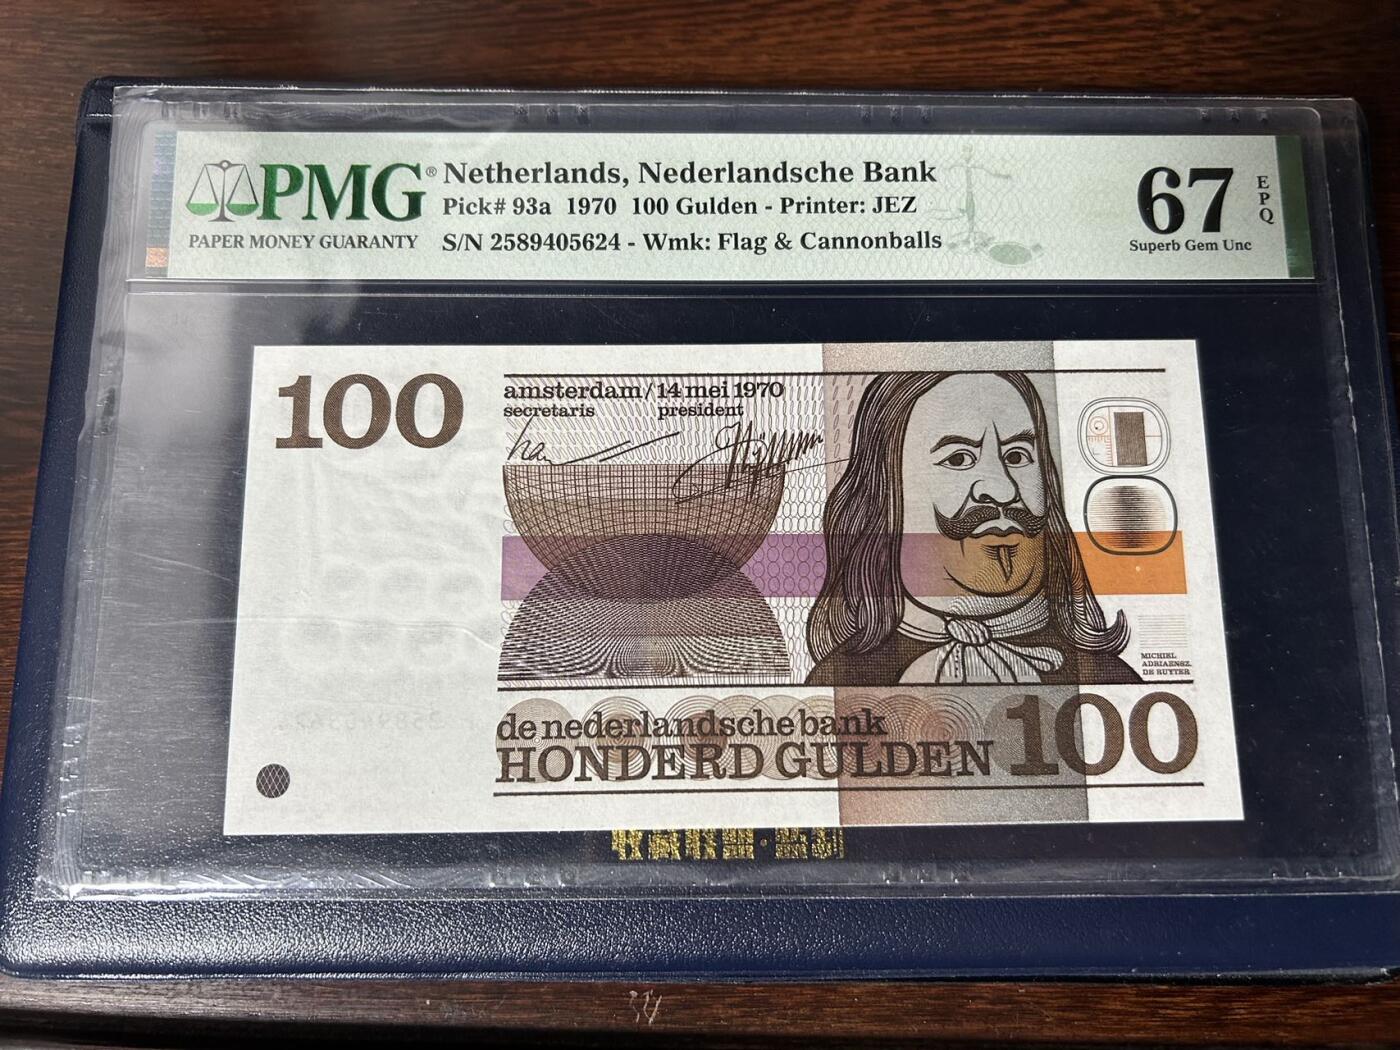 PMG®
PAPER MONEY GUARANTY
Netherlands, Nederlandsche Bank
Pick# 93a 1970 100 Gulden - Printer: JEZ
S/N 2589405624 - Wmk: Flag & Cannonballs
67
EPQ
Superb Gem Unc
100
amsterdam/14 mei 1970
secretaris president
MICHIEL
ADRIAENSZ.
DE RUYTER
de nederlandsche bank
HONDERD GULDEN 100